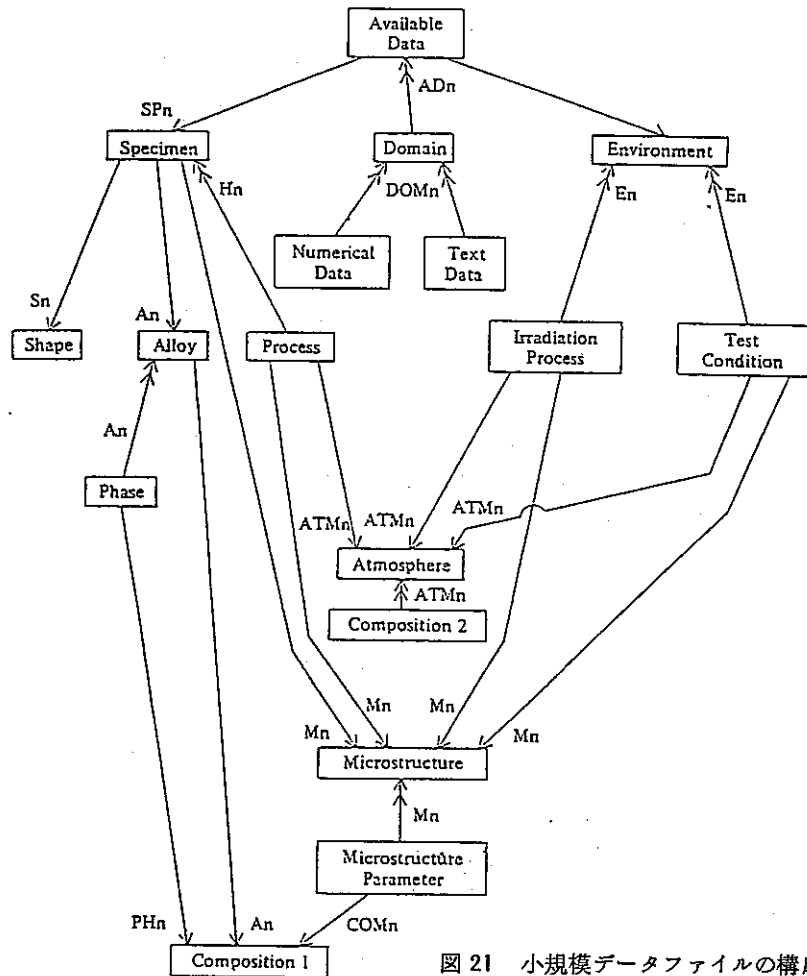 Available
Data
ADn
SPn
Specimen
Domain
Environment
Hn
DOMn
En
En
Numerical
Data
Text
Data
Sn
An
Shape
Alloy
Process
Irradiation
Process
Test
Condition
An
Phase
ATMn
ATMn
ATMn
Atmosphere
ATMn
Composition 2
Mn
Mn
Mn
Mn
Microstructure
Mn
Microstructure
Parameter
PHn
An
COMn
Composition 1
図 21 小規模データファイルの構